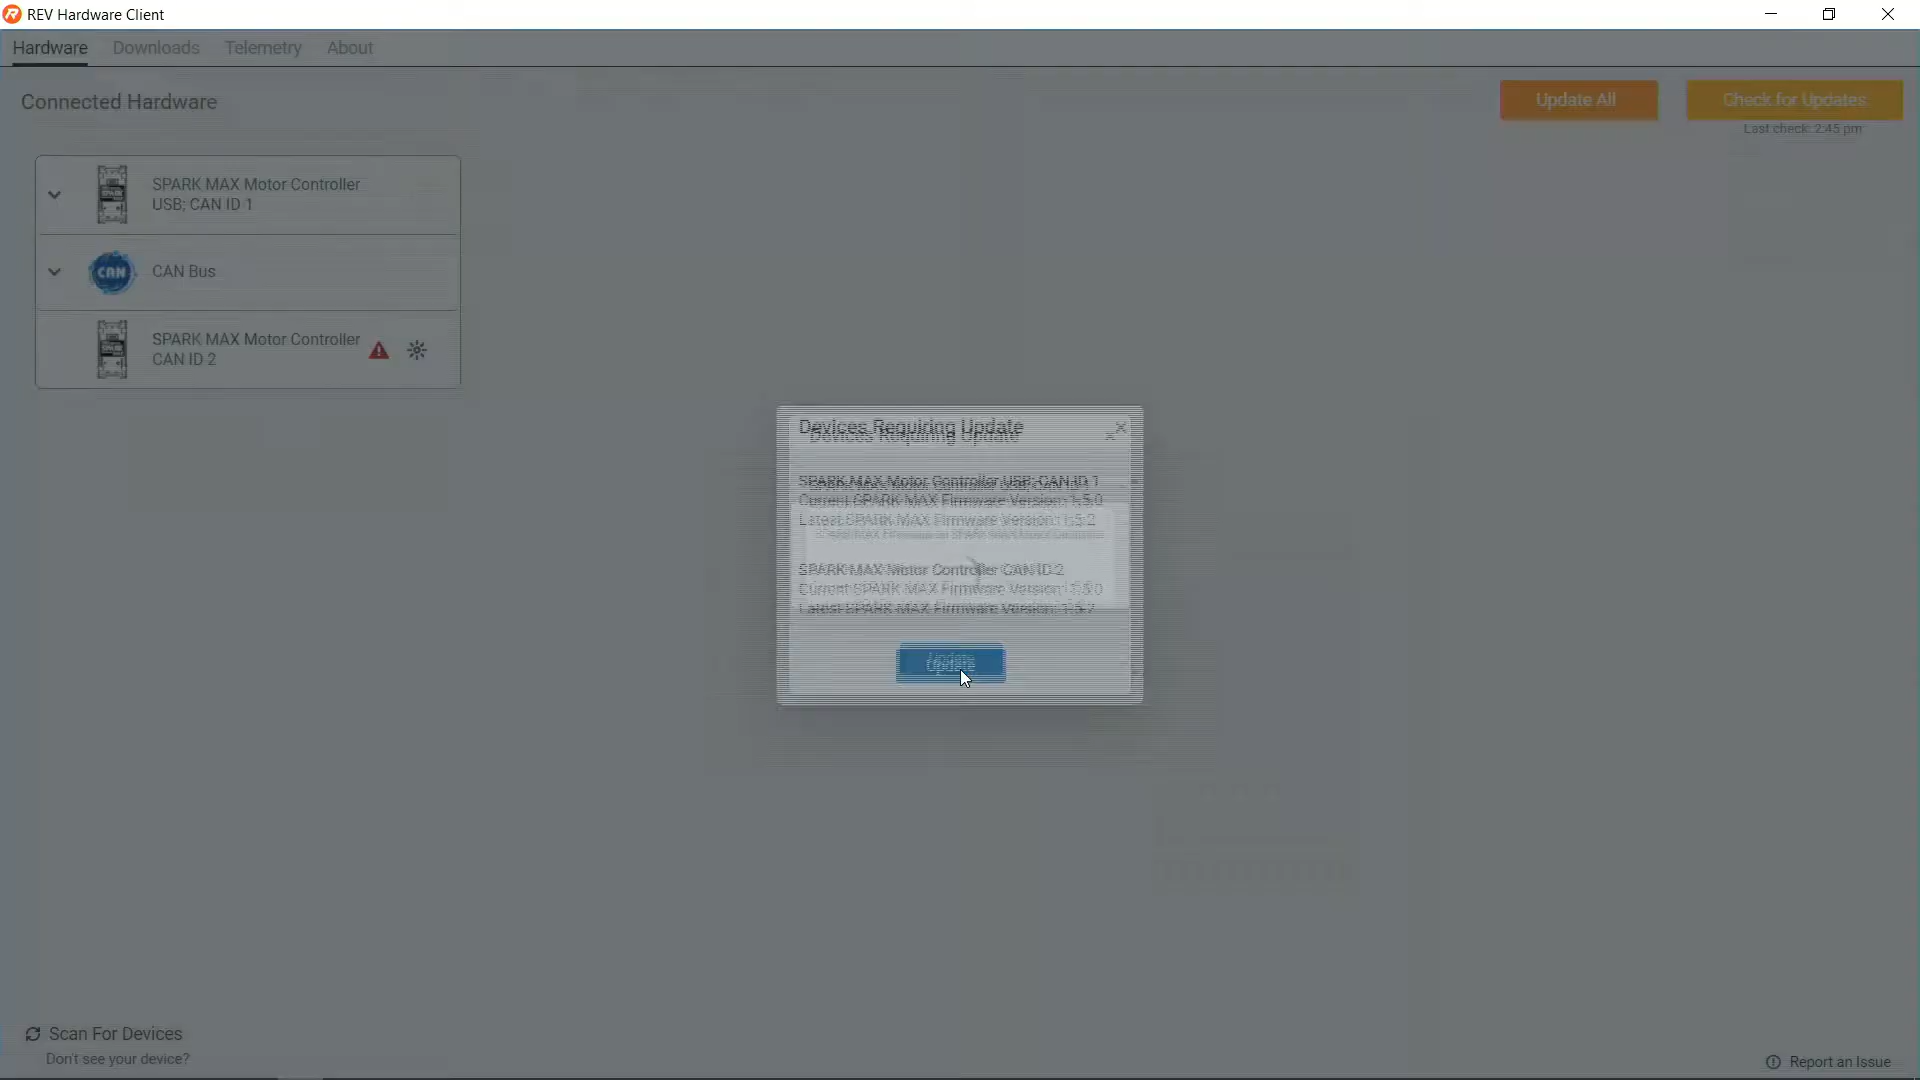 REV Hardware Client
Hardware Downloads Telemetry About
Connected Hardware
Update All
Check for Updates
Last check: 2:45 pm
SPARK MAX Motor Controller
USB; CAN ID 1
CAN
CAN Bus
SPARK MAX Motor Controller
CAN ID 2
Devices Requiring Update
SPARK MAX Motor Controller USB; CAN ID 1
Current SPARK MAX Firmware Version: 1.5.0
Latest SPARK MAX Firmware Version: 1.5.2
SPARK MAX Motor Controller CAN ID 2
Current SPARK MAX Firmware Version: 1.5.0
Latest SPARK MAX Firmware Version: 1.5.2
Update
Scan For Devices
Don't see your device?
Report an Issue